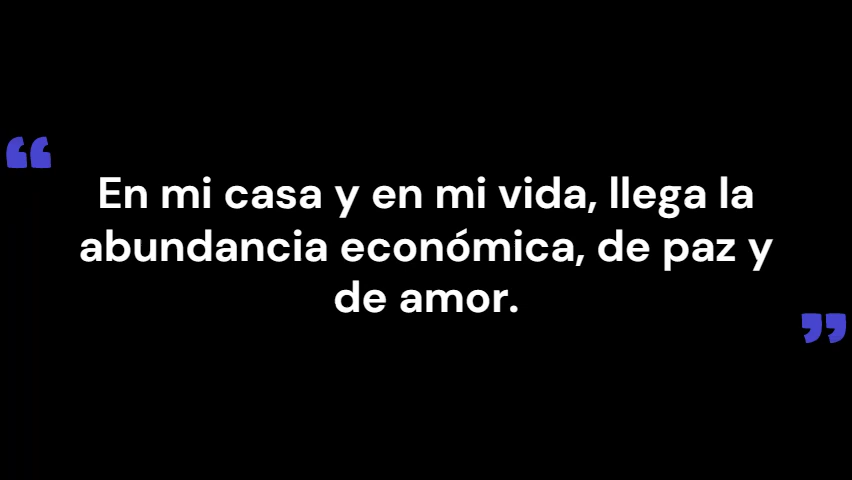 “
En mi casa y en mi vida, llega la
abundancia económica, de paz y
de amor.
”